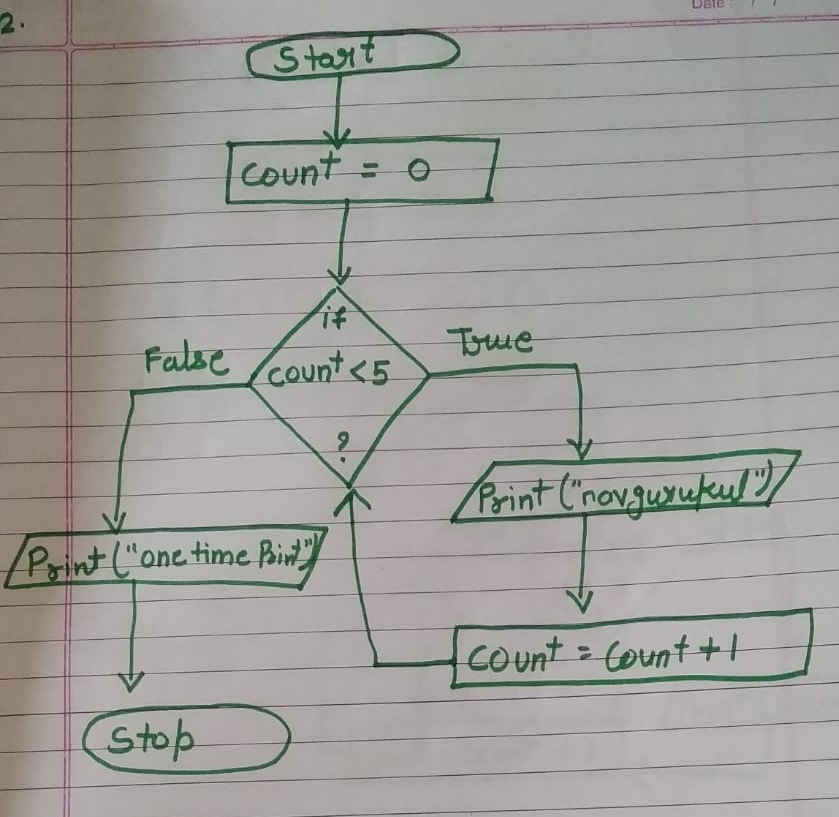 Date : / /
2.
Start
count = 0
if
count < 5
?
False
True
Print ("navgurukul")
Print ("one time Print")
count = count + 1
Stop